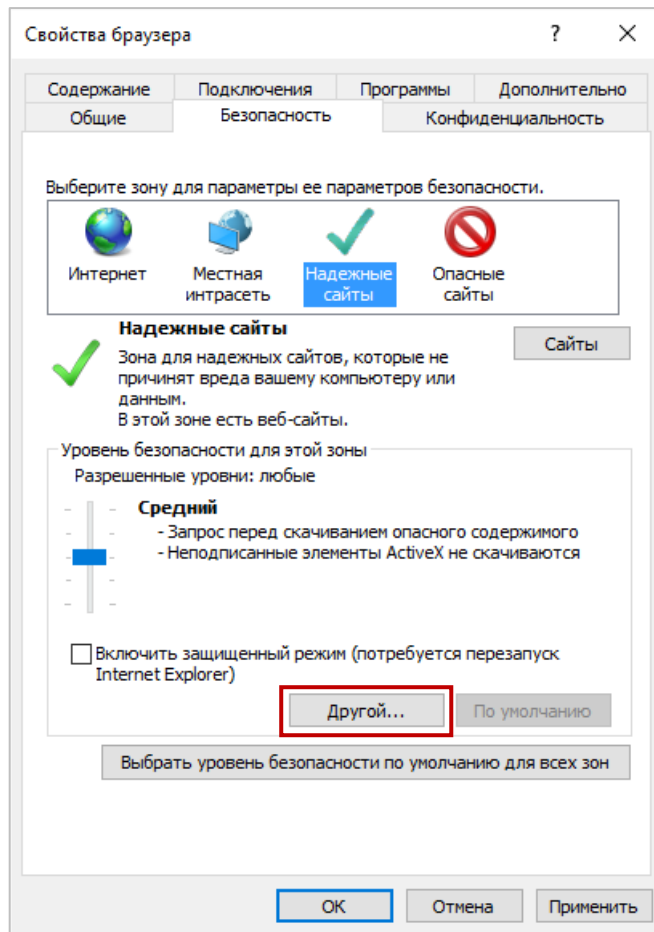 Свойства браузера ? ×
Содержание Подключения Программы Дополнительно
Общие Безопасность Конфиденциальность
Выберите зону для параметры ее параметров безопасности.
Интернет Местная интрасеть Надежные сайты Опасные сайты
Надежные сайты
Сайты
Зона для надежных сайтов, которые не
причинят вреда вашему компьютеру или
данным.
В этой зоне есть веб-сайты.
Уровень безопасности для этой зоны
Разрешенные уровни: любые
Средний
- Запрос перед скачиванием опасного содержимого
- Неподписанные элементы ActiveX не скачиваются
Включить защищенный режим (потребуется перезапуск
Internet Explorer)
Другой... По умолчанию
Выбрать уровень безопасности по умолчанию для всех зон
ОК Отмена Применить